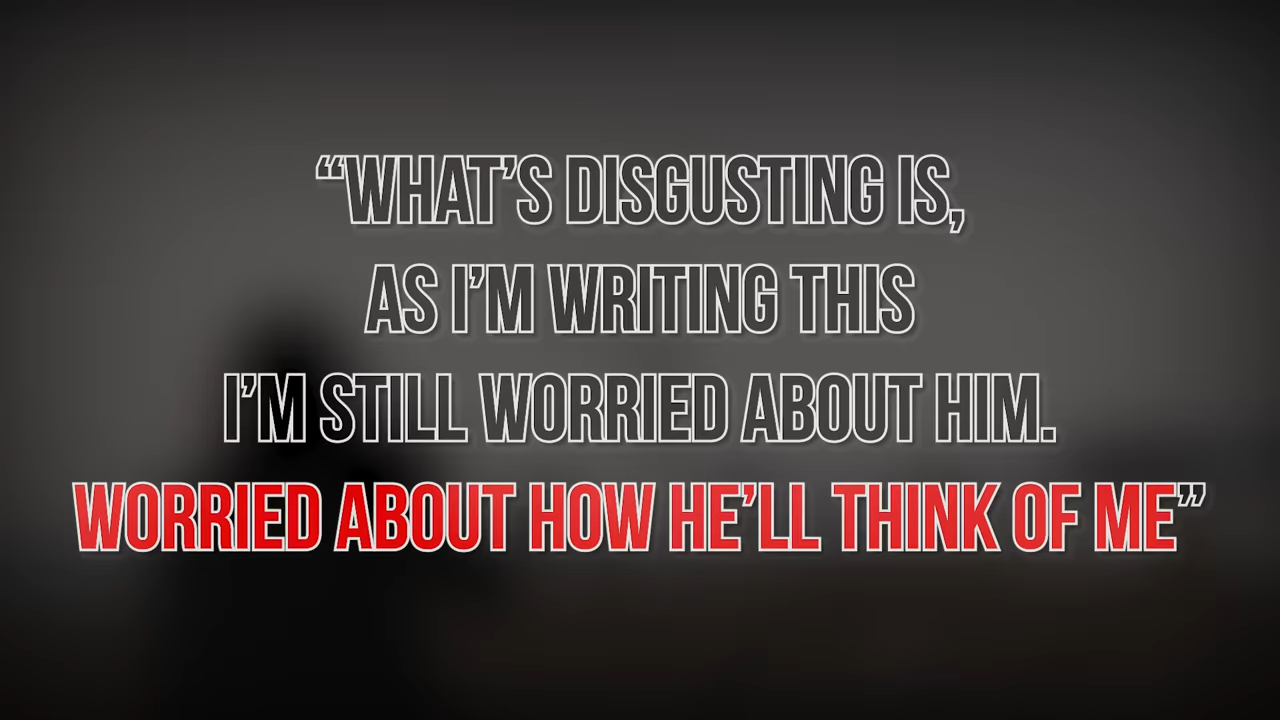 “WHAT’S DISGUSTING IS,
AS I’M WRITING THIS
I’M STILL WORRIED ABOUT HIM.
WORRIED ABOUT HOW HE’LL THINK OF ME”